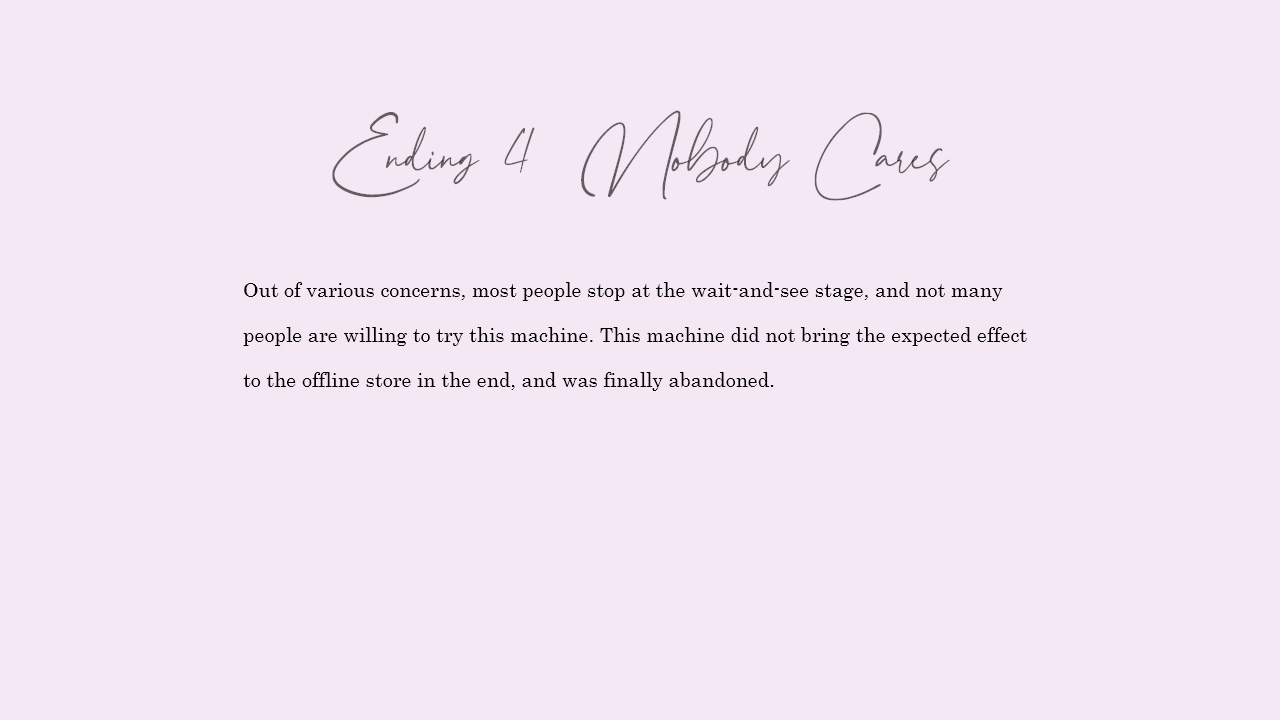 Ending 4 Nobody Cares
Out of various concerns, most people stop at the wait-and-see stage, and not many
people are willing to try this machine. This machine did not bring the expected effect
to the offline store in the end, and was finally abandoned.